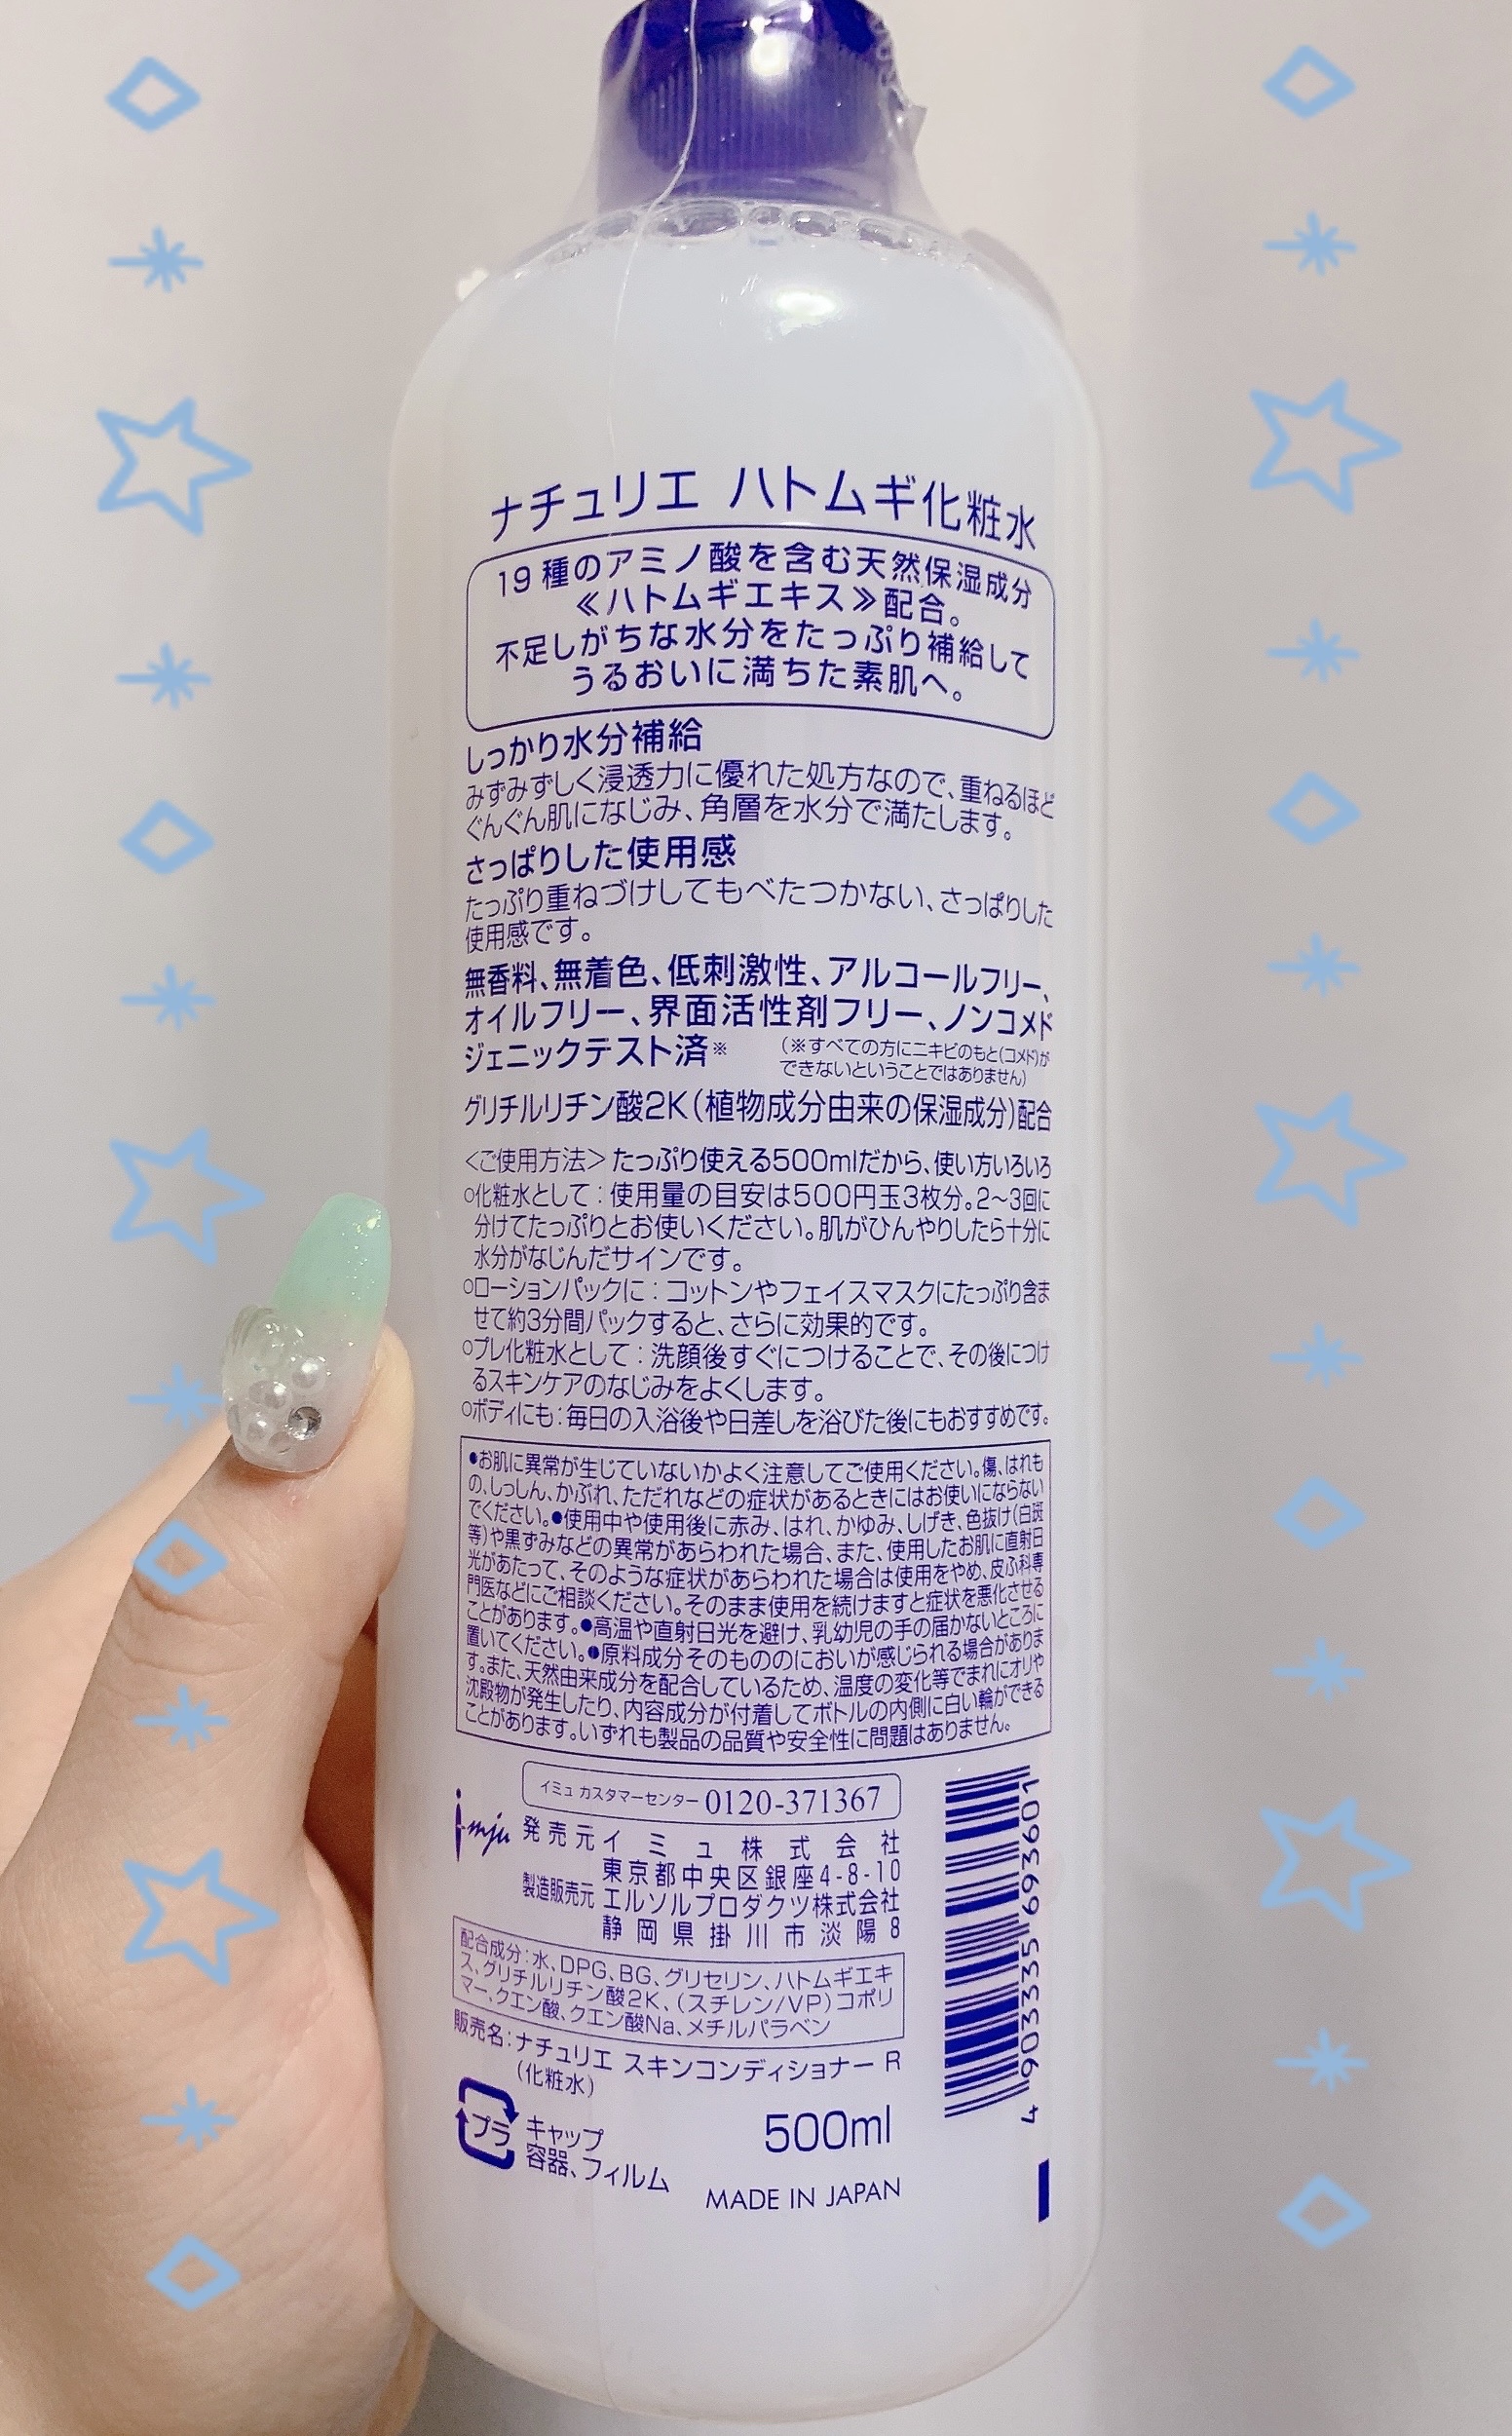 ナチュリエ ハトムギ化粧水
19種のアミノ酸を含む天然保湿成分
≪ハトムギエキス≫配合。
不足しがちな水分をたっぷり補給して
うるおいに満ちた素肌へ。
しっかり水分補給
みずみずしく浸透力に優れた処方なので、重ねるほど
ぐんぐん肌になじみ、角層を水分で満たします。
さっぱりした使用感
たっぷり重ねづけしてもべたつかない、さっぱりした
使用感です。
無香料、無着色、低刺激性、アルコールフリー、
オイルフリー、界面活性剤フリー、ノンコメド
ジェニックテスト済※
(※すべての方にニキビのもと(コメド)が
できないということではありません)
グリチルリチン酸2K(植物成分由来の保湿成分)配合
<ご使用方法>たっぷり使える500mlだから、使い方いろいろ
○化粧水として:使用量の目安は500円玉3枚分。2~3回に
分けてたっぷりとお使いください。肌がひんやりしたら十分に
水分がなじんだサインです。
○ローションパックに:コットンやフェイスマスクにたっぷり含ま
せて約3分間パックすると、さらに効果的です。
○プレ化粧水として:洗顔後すぐにつけることで、その後につけ
るスキンケアのなじみをよくします。
○ボディにも:毎日の入浴後や日差しを浴びた後にもおすすめです。
●お肌に異常が生じていないかよく注意してご使用ください。傷、はれも
の、しっしん、かぶれ、ただれなどの症状があるときにはお使いにならない
でください。●使用中や使用後に赤み、はれ、かゆみ、しげき、色抜け(白斑
等)や黒ずみなどの異常があらわれた場合、また、使用したお肌に直射日
光があたって、そのような症状があらわれた場合は使用をやめ、皮ふ科専
門医などにご相談ください。そのまま使用を続けますと症状を悪化させる
ことがあります。●高温や直射日光を避け、乳幼児の手の届かないところに
置いてください。●原料成分そのもののにおいが感じられる場合がありま
す。また、天然由来成分を配合しているため、温度の変化等でまれにオリや
沈殿物が発生したり、内容成分が付着してボトルの内側に白い輪ができる
ことがあります。いずれも製品の品質や安全性に問題はありません。
イミュ カスタマーセンター 0120-371367
imju
発売元 イミュ株式会社
東京都中央区銀座4-8-10
製造販売元 エルソルプロダクツ株式会社
静岡県掛川市淡陽8
配合成分:水、DPG、BG、グリセリン、ハトムギエキ
ス、グリチルリチン酸2K、(スチレン/VP)コポリ
マー、クエン酸、クエン酸Na、メチルパラベン
販売名:ナチュリエ スキンコンディショナー R
(化粧水)
プラ
キャップ
容器、フィルム
500ml
MADE IN JAPAN
4 903335 693601